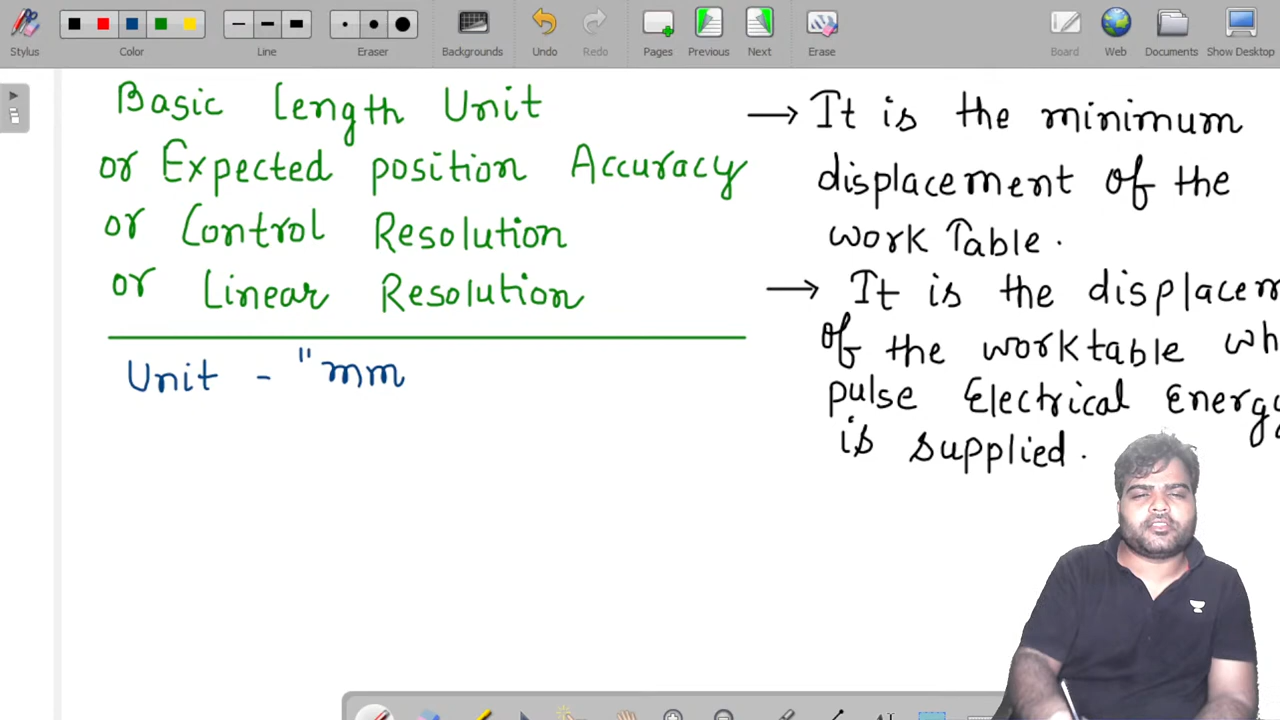 Stylus
Color
Line
Eraser
Backgrounds
Undo
Redo
Pages
Previous
Next
Erase
Board
Web
Documents
Show Desktop
Basic Length Unit
or Expected position Accuracy
or Control Resolution
or Linear Resolution
Unit - "mm
→ It is the minimum
displacement of the
work Table.
→ It is the displacem
of the worktable wh
pulse Electrical Energy
is supplied.